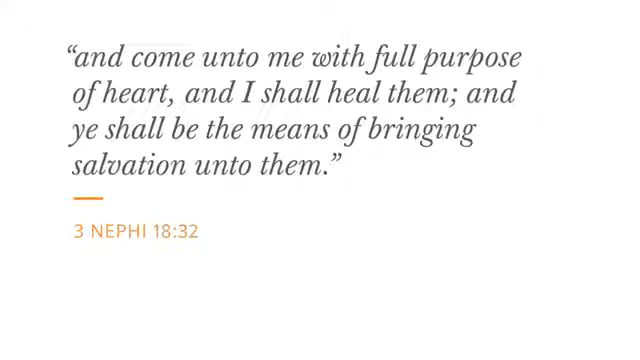 “and come unto me with full purpose
of heart, and I shall heal them; and
ye shall be the means of bringing
salvation unto them.”
3 NEPHI 18:32